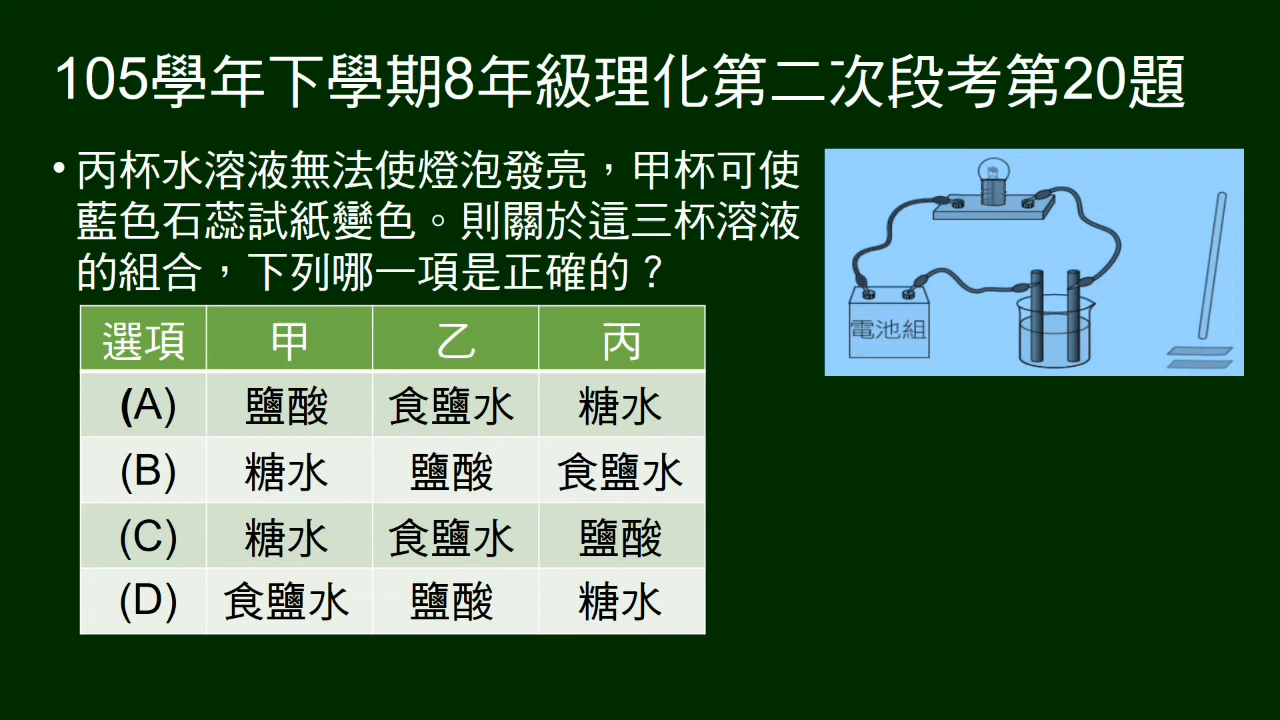 105學年下學期8年級理化第二次段考第20題
•丙杯水溶液無法使燈泡發亮，甲杯可使
藍色石蕊試紙變色。則關於這三杯溶液
的組合，下列哪一項是正確的？
選項 甲 乙 丙
(A) 鹽酸 食鹽水 糖水
(B) 糖水 鹽酸 食鹽水
(C) 糖水 食鹽水 鹽酸
(D) 食鹽水 鹽酸 糖水
電池組